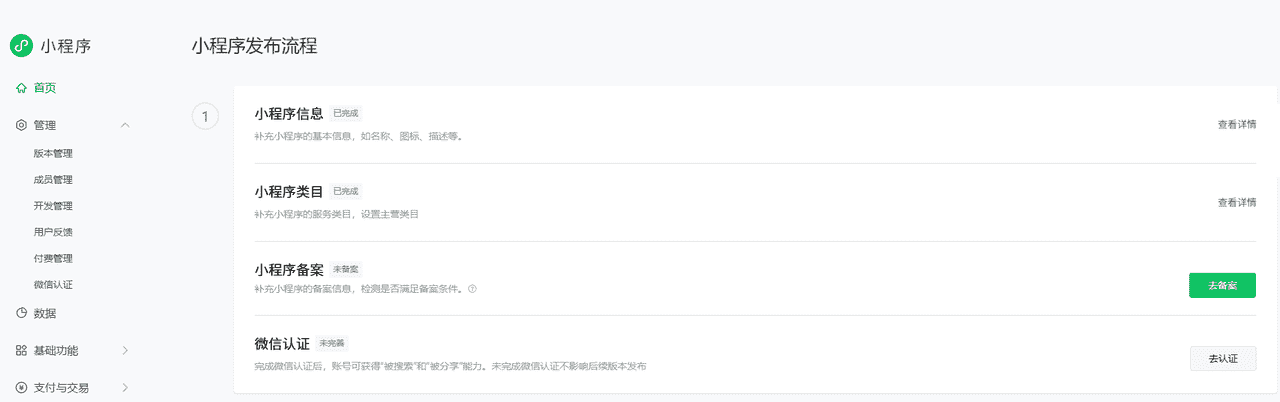 小程序
小程序发布流程
首页
管理
版本管理
成员管理
开发管理
用户反馈
付费管理
微信认证
数据
基础功能
支付与交易
1
小程序信息 已完成
补充小程序的基本信息，如名称、图标、描述等。
查看详情
小程序类目 已完成
补充小程序的服务类目，设置主营类目
查看详情
小程序备案 未备案
补充小程序的备案信息，检测是否满足备案条件。
去备案
微信认证 未完善
完成微信认证后，账号可获得“被搜索”和“被分享”能力。未完成微信认证不影响后续版本发布
去认证